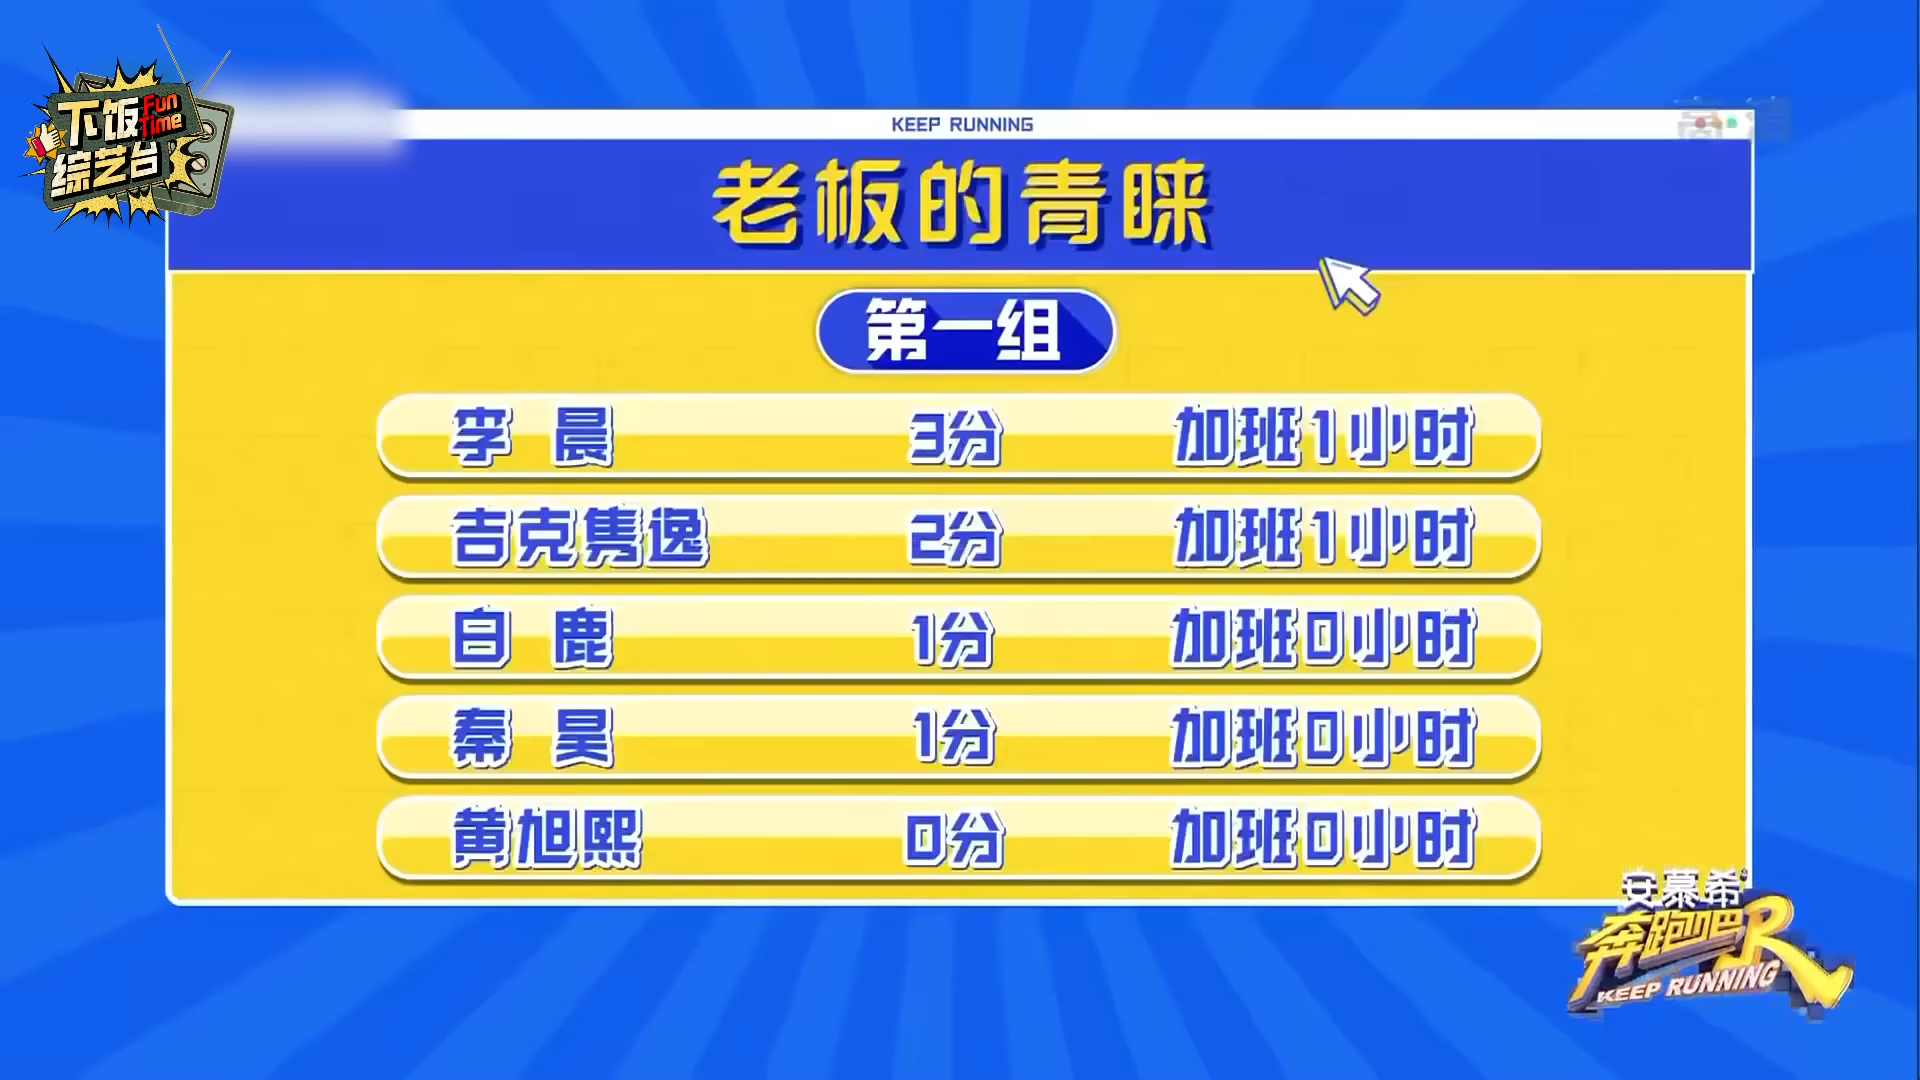 下饭 Fun Time
综艺台
KEEP RUNNING
老板的青睐
第一组
李晨 3分 加班1小时
吉克隽逸 2分 加班1小时
白鹿 1分 加班0小时
秦昊 1分 加班0小时
黄旭熙 0分 加班0小时
安慕希
奔跑吧
KEEP RUNNING